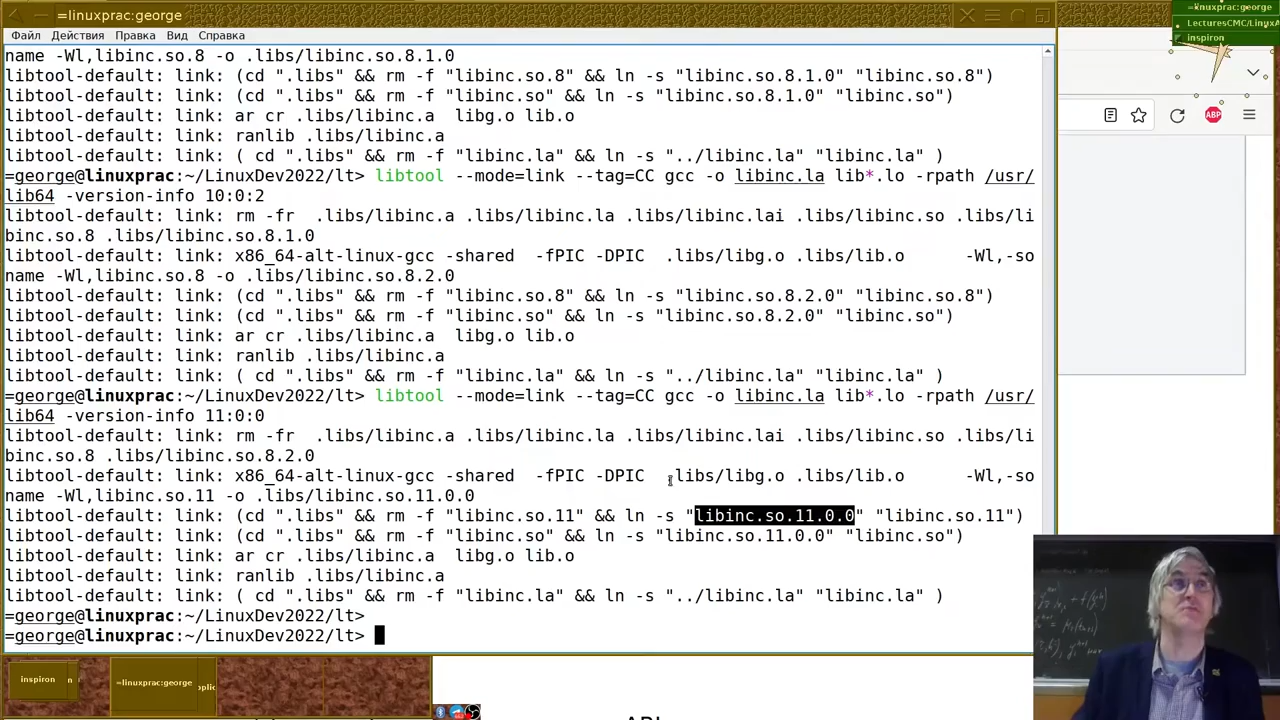 =linuxprac:george
Файл Действия Правка Вид Справка
name -Wl,libinc.so.8 -o .libs/libinc.so.8.1.0
libtool-default: link: (cd ".libs" && rm -f "libinc.so.8" && ln -s "libinc.so.8.1.0" "libinc.so.8")
libtool-default: link: (cd ".libs" && rm -f "libinc.so" && ln -s "libinc.so.8.1.0" "libinc.so")
libtool-default: link: ar cr .libs/libinc.a  libg.o lib.o
libtool-default: link: ranlib .libs/libinc.a
libtool-default: link: ( cd ".libs" && rm -f "libinc.la" && ln -s "../libinc.la" "libinc.la" )
=george@linuxprac:~/LinuxDev2022/lt> libtool --mode=link --tag=CC gcc -o libinc.la lib*.lo -rpath /usr/
lib64 -version-info 10:0:2
libtool-default: link: rm -fr  .libs/libinc.a .libs/libinc.la .libs/libinc.lai .libs/libinc.so .libs/li
binc.so.8 .libs/libinc.so.8.1.0
libtool-default: link: x86_64-alt-linux-gcc -shared  -fPIC -DPIC  .libs/libg.o .libs/lib.o      -Wl,-so
name -Wl,libinc.so.8 -o .libs/libinc.so.8.2.0
libtool-default: link: (cd ".libs" && rm -f "libinc.so.8" && ln -s "libinc.so.8.2.0" "libinc.so.8")
libtool-default: link: (cd ".libs" && rm -f "libinc.so" && ln -s "libinc.so.8.2.0" "libinc.so")
libtool-default: link: ar cr .libs/libinc.a  libg.o lib.o
libtool-default: link: ranlib .libs/libinc.a
libtool-default: link: ( cd ".libs" && rm -f "libinc.la" && ln -s "../libinc.la" "libinc.la" )
=george@linuxprac:~/LinuxDev2022/lt> libtool --mode=link --tag=CC gcc -o libinc.la lib*.lo -rpath /usr/
lib64 -version-info 11:0:0
libtool-default: link: rm -fr  .libs/libinc.a .libs/libinc.la .libs/libinc.lai .libs/libinc.so .libs/li
binc.so.8 .libs/libinc.so.8.2.0
libtool-default: link: x86_64-alt-linux-gcc -shared  -fPIC -DPIC  .libs/libg.o .libs/lib.o      -Wl,-so
name -Wl,libinc.so.11 -o .libs/libinc.so.11.0.0
libtool-default: link: (cd ".libs" && rm -f "libinc.so.11" && ln -s "libinc.so.11.0.0" "libinc.so.11")
libtool-default: link: (cd ".libs" && rm -f "libinc.so" && ln -s "libinc.so.11.0.0" "libinc.so")
libtool-default: link: ar cr .libs/libinc.a  libg.o lib.o
libtool-default: link: ranlib .libs/libinc.a
libtool-default: link: ( cd ".libs" && rm -f "libinc.la" && ln -s "../libinc.la" "libinc.la" )
=george@linuxprac:~/LinuxDev2022/lt>
=george@linuxprac:~/LinuxDev2022/lt>
=linuxprac:george
LecturesCMC/LinuxA
inspiron
ABP
inspiron
=linuxprac:george